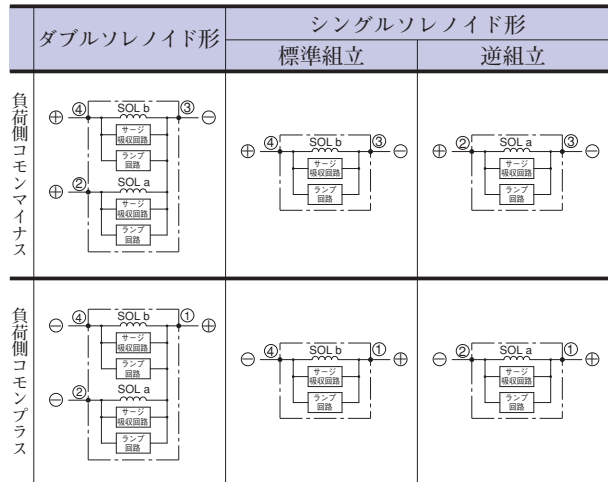 ダブルソレノイド形
シングルソレノイド形
標準組立
逆組立
負荷側コモンマイナス
⊕ ④ SOL b ③ ⊖
サージ
吸収回路
ランプ
回路
⊕ ② SOL a
サージ
吸収回路
ランプ
回路
⊕ ④ SOL b ③ ⊖
サージ
吸収回路
ランプ
回路
⊕ ② SOL a ③ ⊖
サージ
吸収回路
ランプ
回路
負荷側コモンプラス
⊖ ④ SOL b ① ⊕
サージ
吸収回路
ランプ
回路
⊖ ② SOL a
サージ
吸収回路
ランプ
回路
⊖ ④ SOL b ① ⊕
サージ
吸収回路
ランプ
回路
⊖ ② SOL a ① ⊕
サージ
吸収回路
ランプ
回路